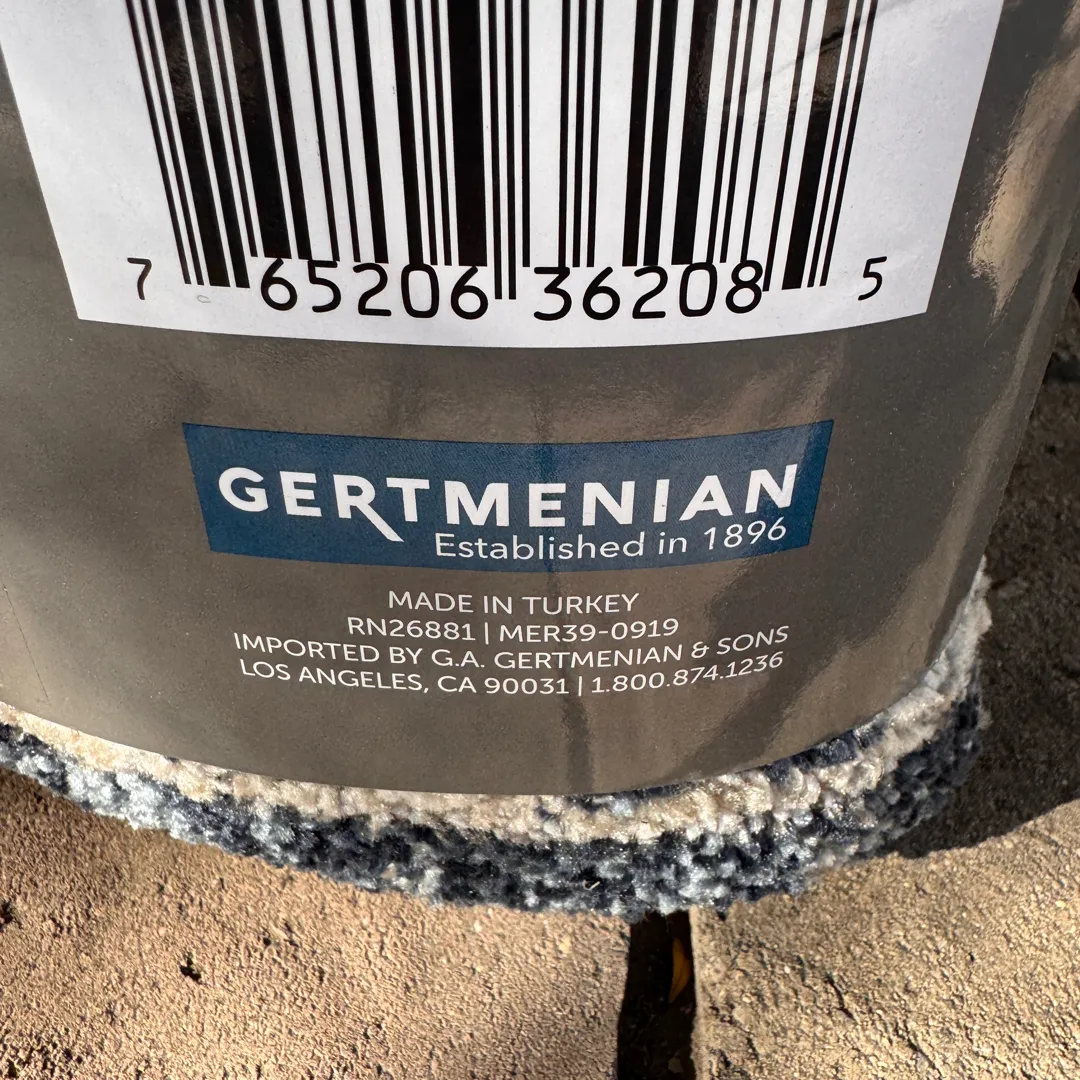 7 65206 36208 5
GERTMENIAN
Established in 1896
MADE IN TURKEY
RN26881 | MER39-0919
IMPORTED BY G.A. GERTMENIAN & SONS
LOS ANGELES, CA 90031 | 1.800.874.1236